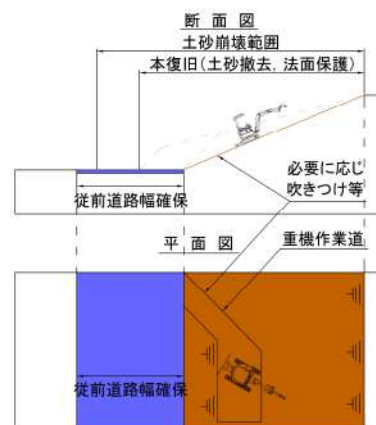 断面図
土砂崩壊範囲
本復旧(土砂撤去, 法面保護)
必要に応じ
吹きつけ等
従前道路幅確保
平面図
重機作業道
従前道路幅確保